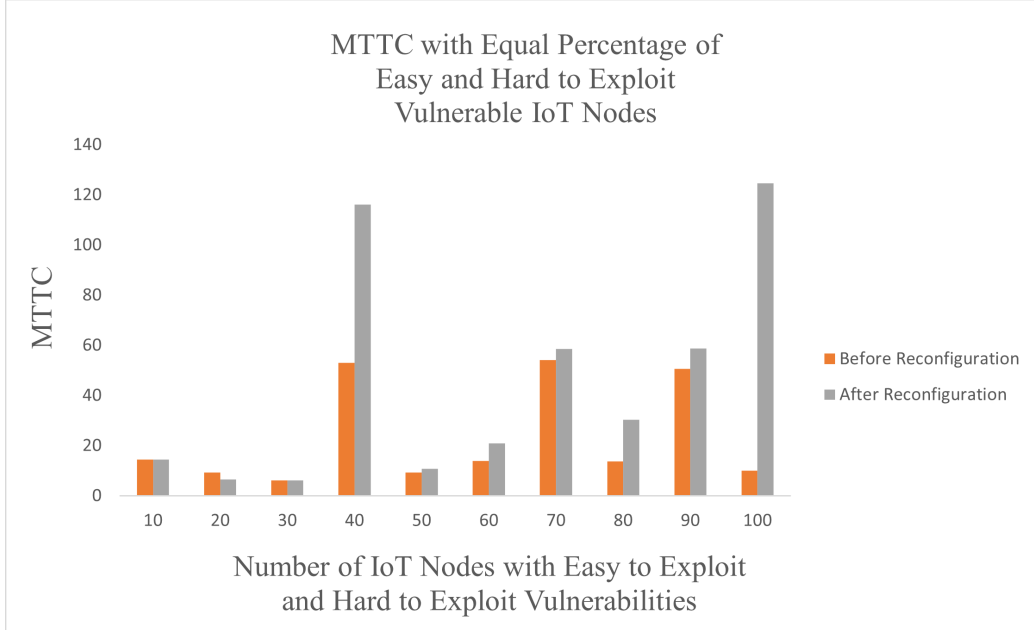 MTTC with Equal Percentage of
Easy and Hard to Exploit
Vulnerable IoT Nodes
140
120
100
80
60
40
20
0
MTTC
Before Reconfiguration
After Reconfiguration
10 20 30 40 50 60 70 80 90 100
Number of IoT Nodes with Easy to Exploit
and Hard to Exploit Vulnerabilities